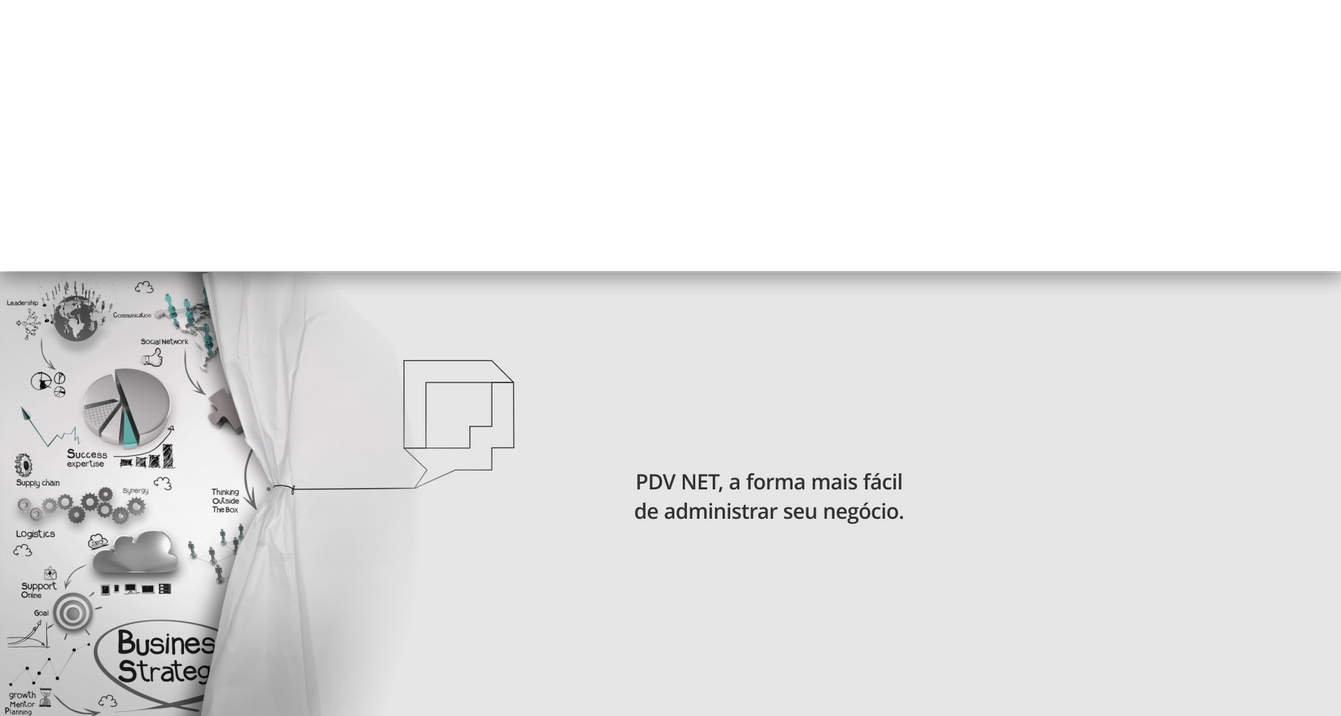 Leadership
Communication
Social Network
Success
expertise
Supply chain
Synergy
Thinking
Outside
The Box
Logistics
Support
Online
Goal
Busines
Strateg
growth
Mentor
Planning
PDV NET, a forma mais fácil
de administrar seu negócio.